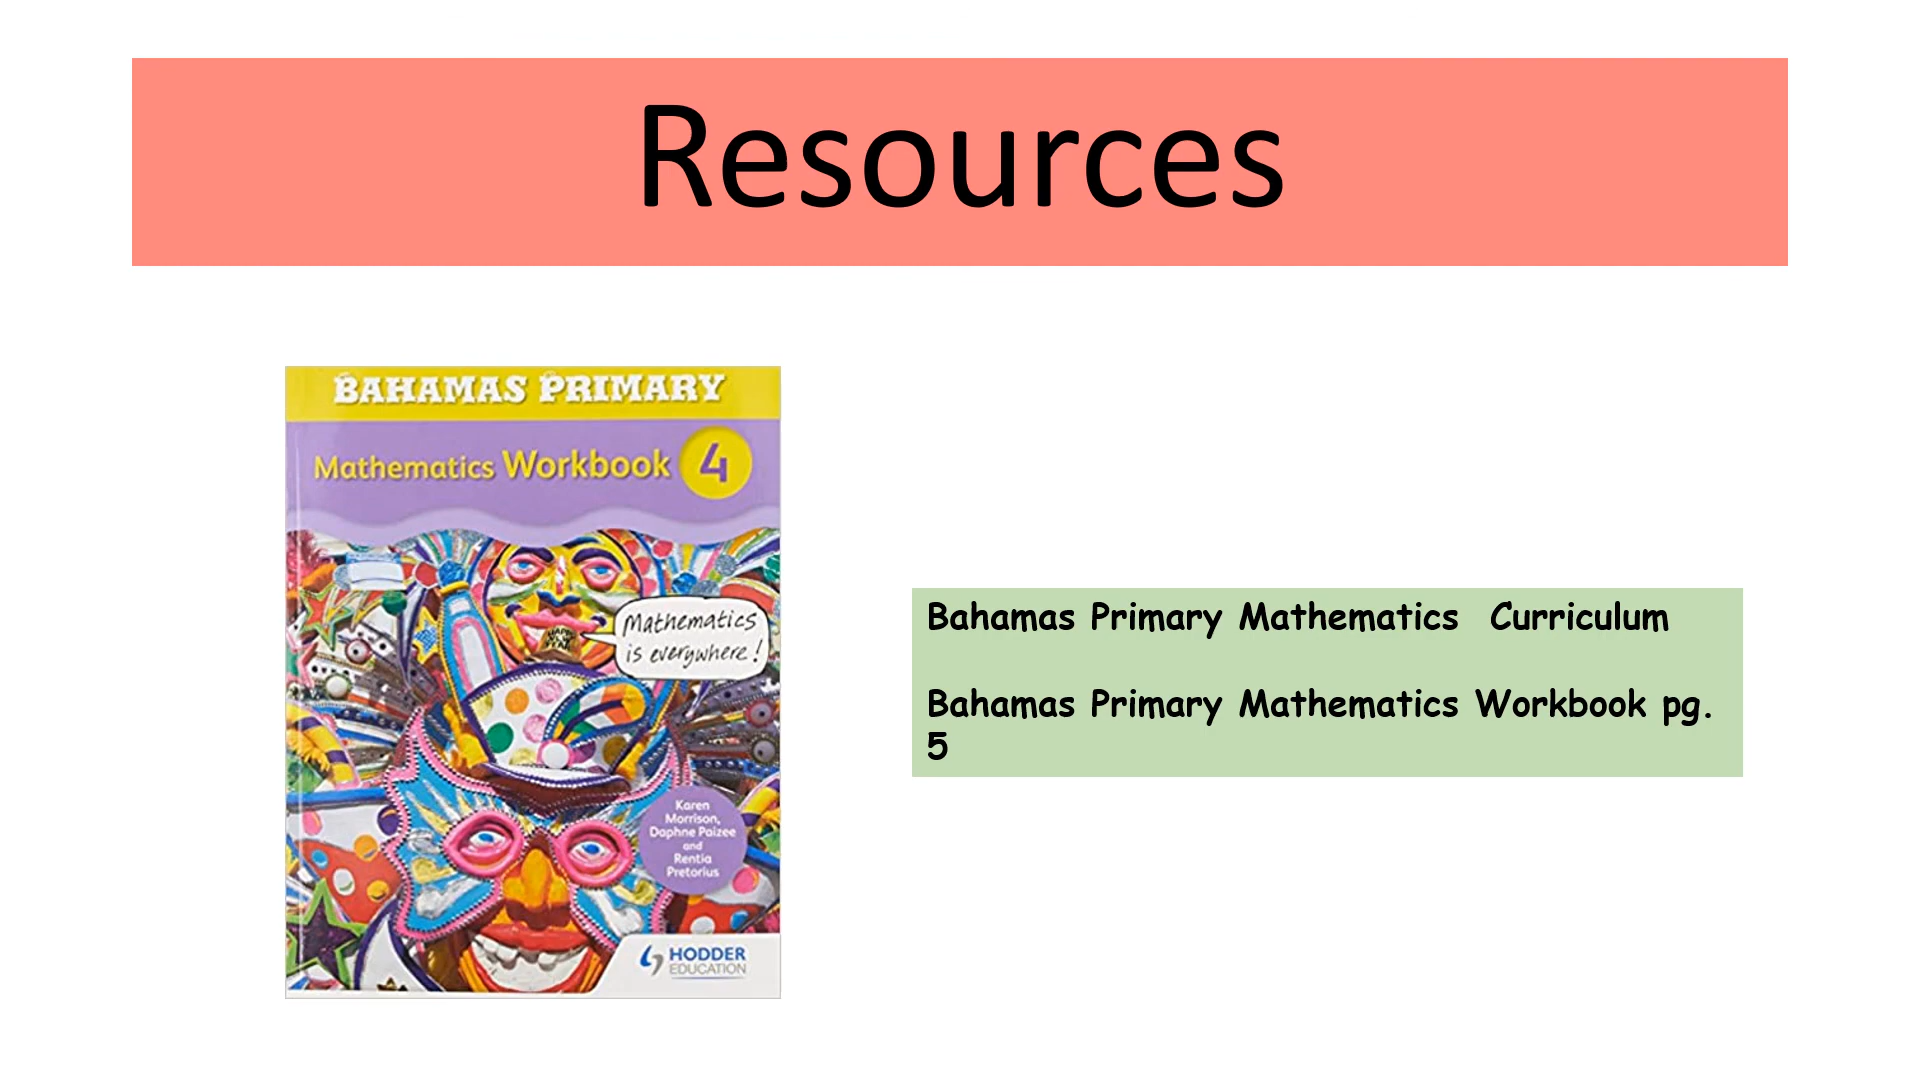 Resources
BAHAMAS PRIMARY
Mathematics Workbook 4
Mathematics
is everywhere!
Karen
Morrison,
Daphne Paizee
and
Rentia
Pretorius
HODDER
EDUCATION
Bahamas Primary Mathematics  Curriculum
Bahamas Primary Mathematics Workbook pg.
5